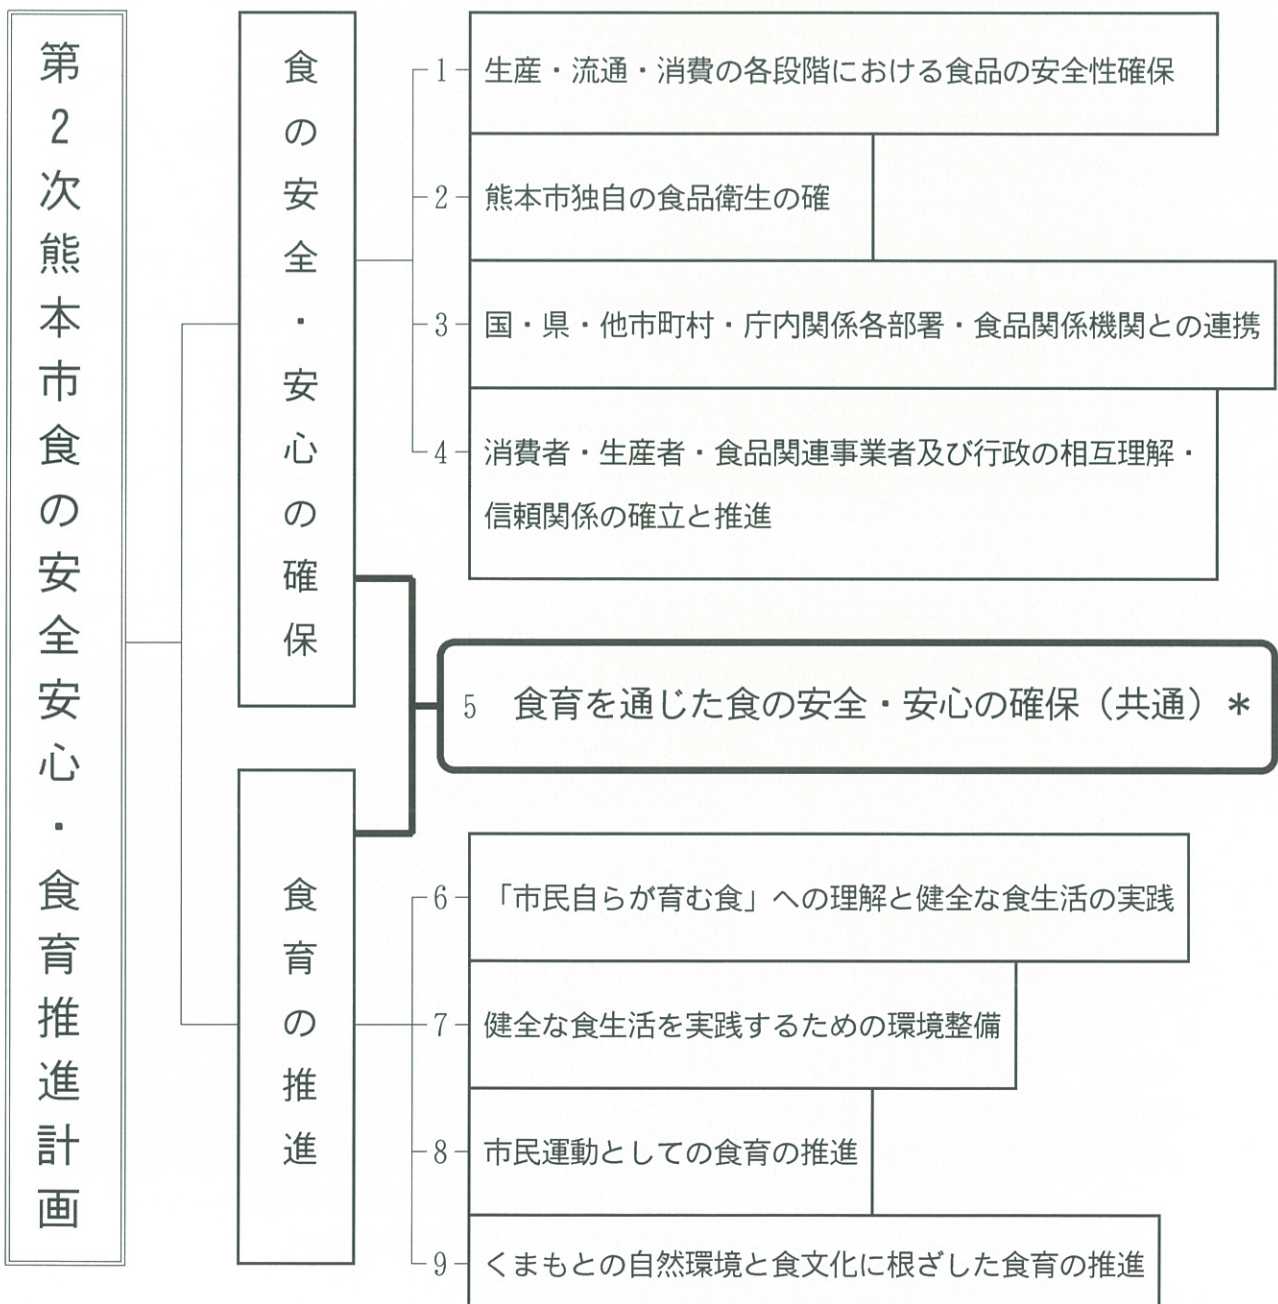 第2次熊本市食の安全安心・食育推進計画
食の安全・安心の確保
1 生産・流通・消費の各段階における食品の安全性確保
2 熊本市独自の食品衛生の確
3 国・県・他市町村・庁内関係各部署・食品関係機関との連携
4 消費者・生産者・食品関連事業者及び行政の相互理解・
信頼関係の確立と推進
5 食育を通じた食の安全・安心の確保（共通）＊
食育の推進
6 「市民自らが育む食」への理解と健全な食生活の実践
7 健全な食生活を実践するための環境整備
8 市民運動としての食育の推進
9 くまもとの自然環境と食文化に根ざした食育の推進